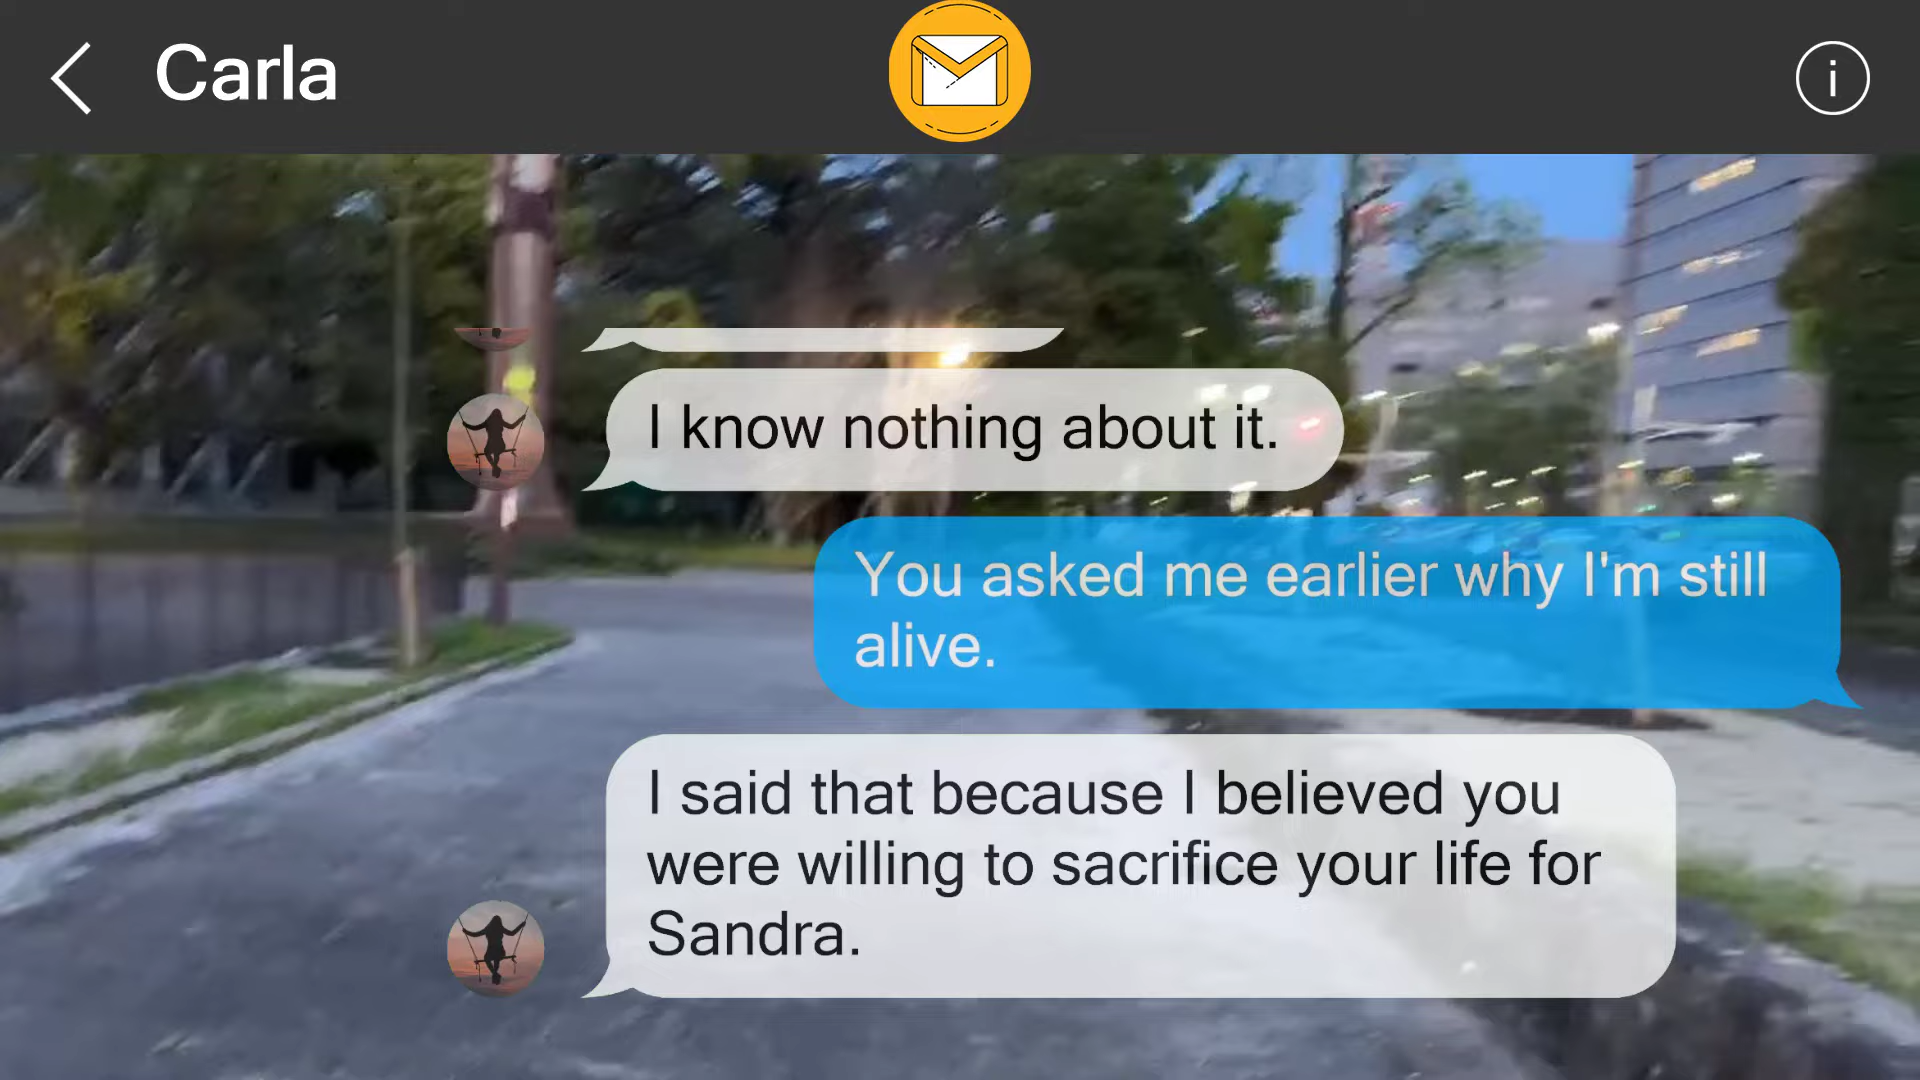 Carla
i
I know nothing about it.
You asked me earlier why I'm still
alive.
I said that because I believed you
were willing to sacrifice your life for
Sandra.